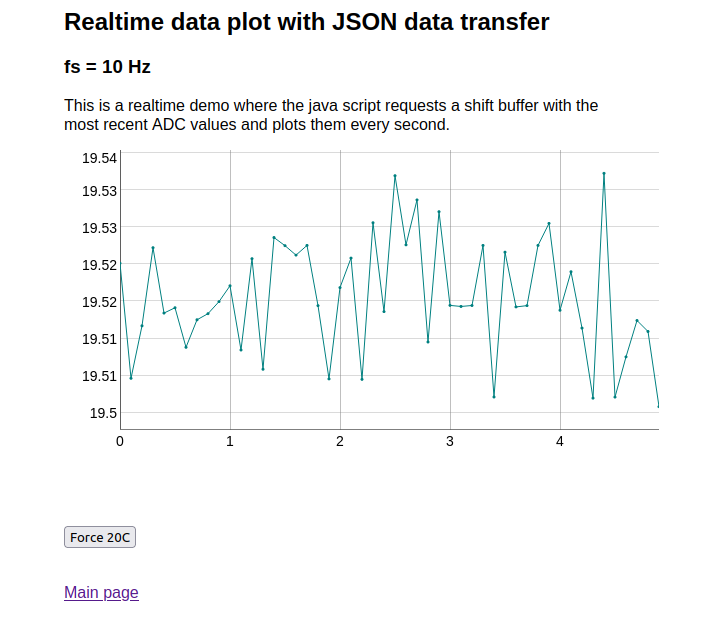 Realtime data plot with JSON data transfer
fs = 10 Hz
This is a realtime demo where the java script requests a shift buffer with the
most recent ADC values and plots them every second.
19.54
19.53
19.53
19.52
19.52
19.51
19.51
19.5
0 1 2 3 4
Force 20C
Main page